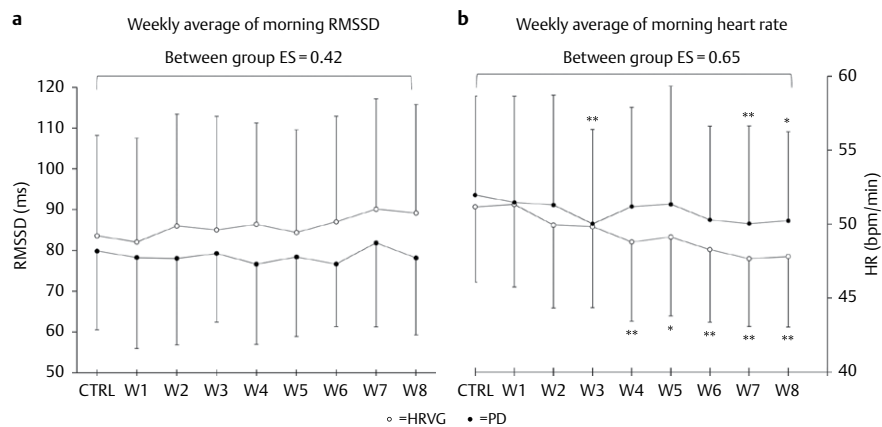 a
Weekly average of morning RMSSD
Between group ES = 0.42
120
110
100
90
80
70
60
50
RMSSD (ms)
CTRL W1 W2 W3 W4 W5 W6 W7 W8
b
Weekly average of morning heart rate
Between group ES = 0.65
** ** *
** * ** ** **
60
55
50
45
40
HR (bpm/min)
CTRL W1 W2 W3 W4 W5 W6 W7 W8
=HRVG =PD